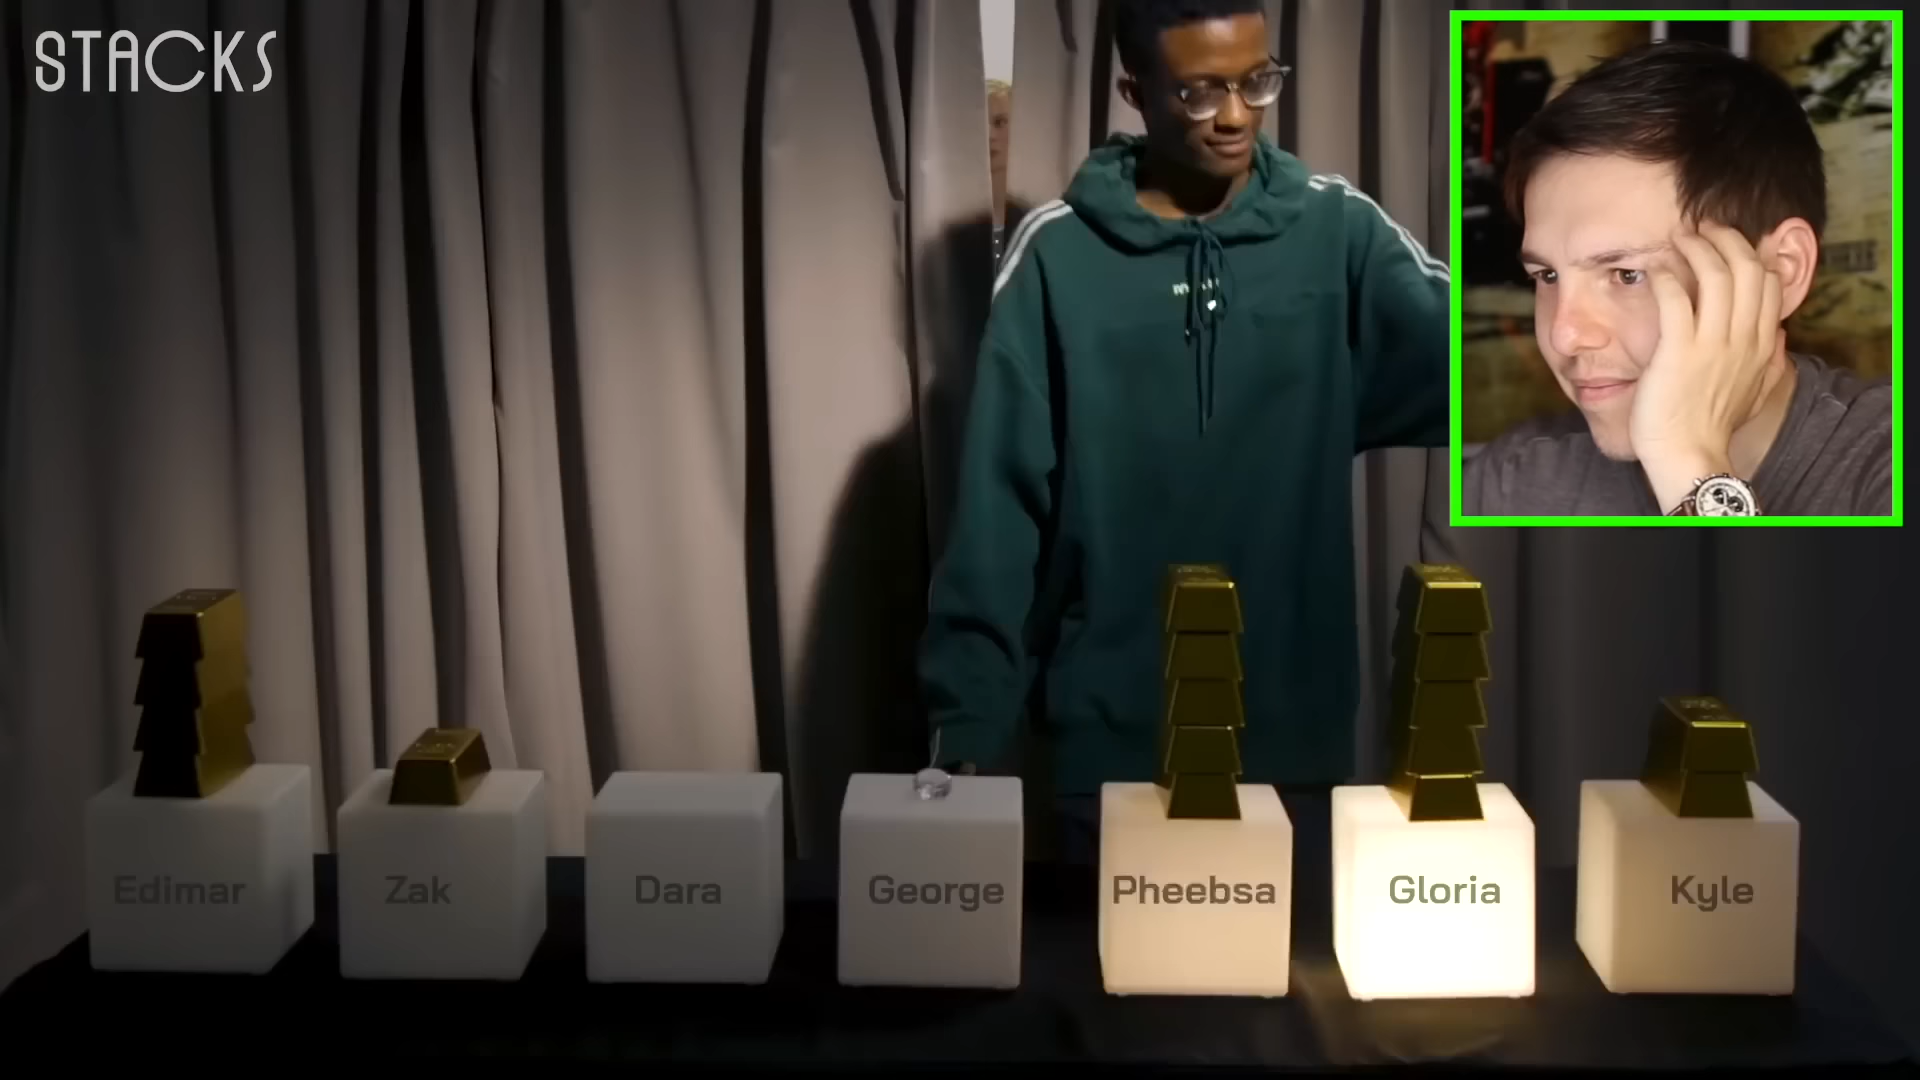 STACKS
Edimar
Zak
Dara
George
Pheebsa
Gloria
Kyle